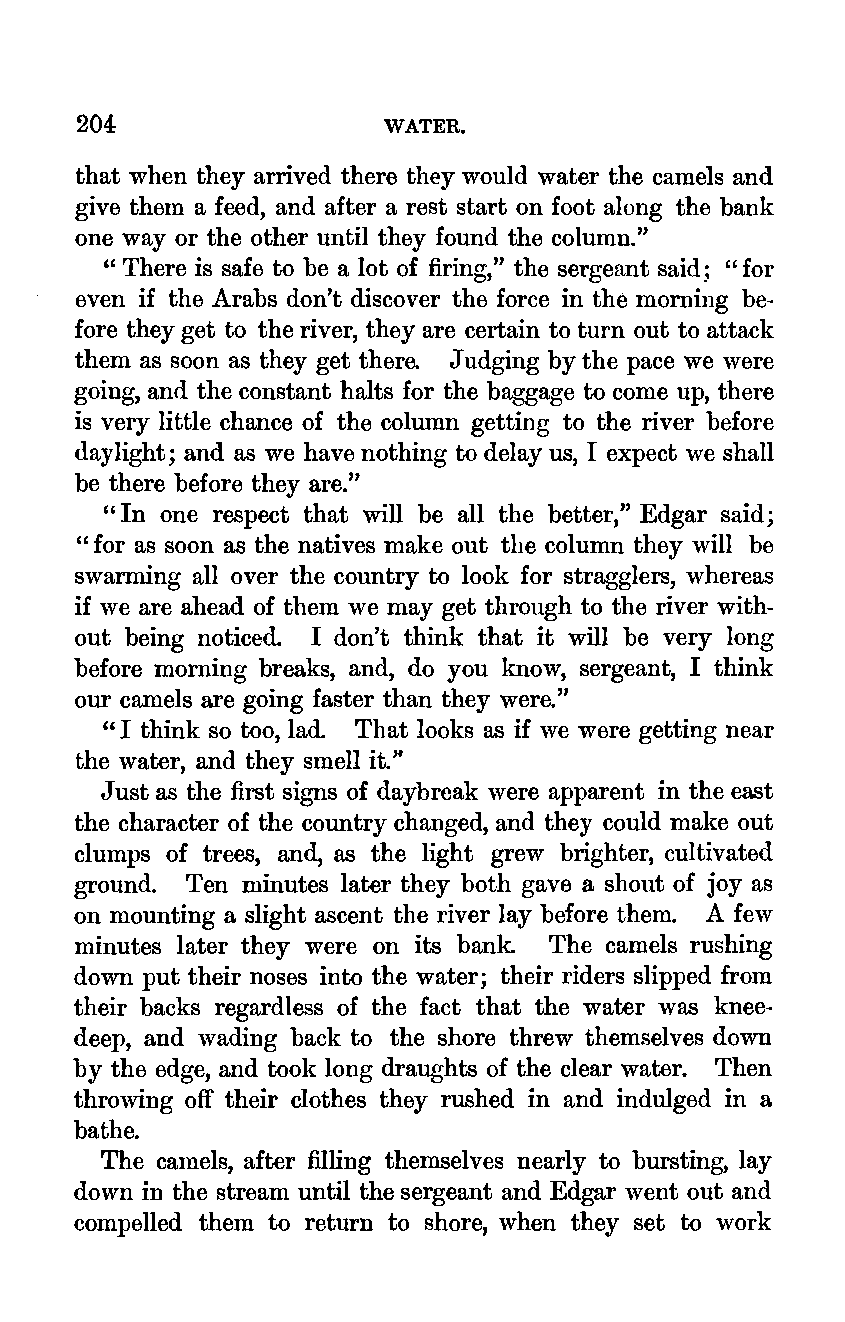 204 WATER.
that when they arrived there they would water the camels and
give them a feed, and after a rest start on foot along the bank
one way or the other until they found the column.”
“There is safe to be a lot of firing,” the sergeant said; “for
even if the Arabs don’t discover the force in the morning be-
fore they get to the river, they are certain to turn out to attack
them as soon as they get there. Judging by the pace we were
going, and the constant halts for the baggage to come up, there
is very little chance of the column getting to the river before
daylight; and as we have nothing to delay us, I expect we shall
be there before they are.”
“In one respect that will be all the better,” Edgar said;
“for as soon as the natives make out the column they will be
swarming all over the country to look for stragglers, whereas
if we are ahead of them we may get through to the river with-
out being noticed. I don’t think that it will be very long
before morning breaks, and, do you know, sergeant, I think
our camels are going faster than they were.”
“I think so too, lad. That looks as if we were getting near
the water, and they smell it.”
Just as the first signs of daybreak were apparent in the east
the character of the country changed, and they could make out
clumps of trees, and, as the light grew brighter, cultivated
ground. Ten minutes later they both gave a shout of joy as
on mounting a slight ascent the river lay before them. A few
minutes later they were on its bank. The camels rushing
down put their noses into the water; their riders slipped from
their backs regardless of the fact that the water was knee-
deep, and wading back to the shore threw themselves down
by the edge, and took long draughts of the clear water. Then
throwing off their clothes they rushed in and indulged in a
bathe.
The camels, after filling themselves nearly to bursting, lay
down in the stream until the sergeant and Edgar went out and
compelled them to return to shore, when they set to work